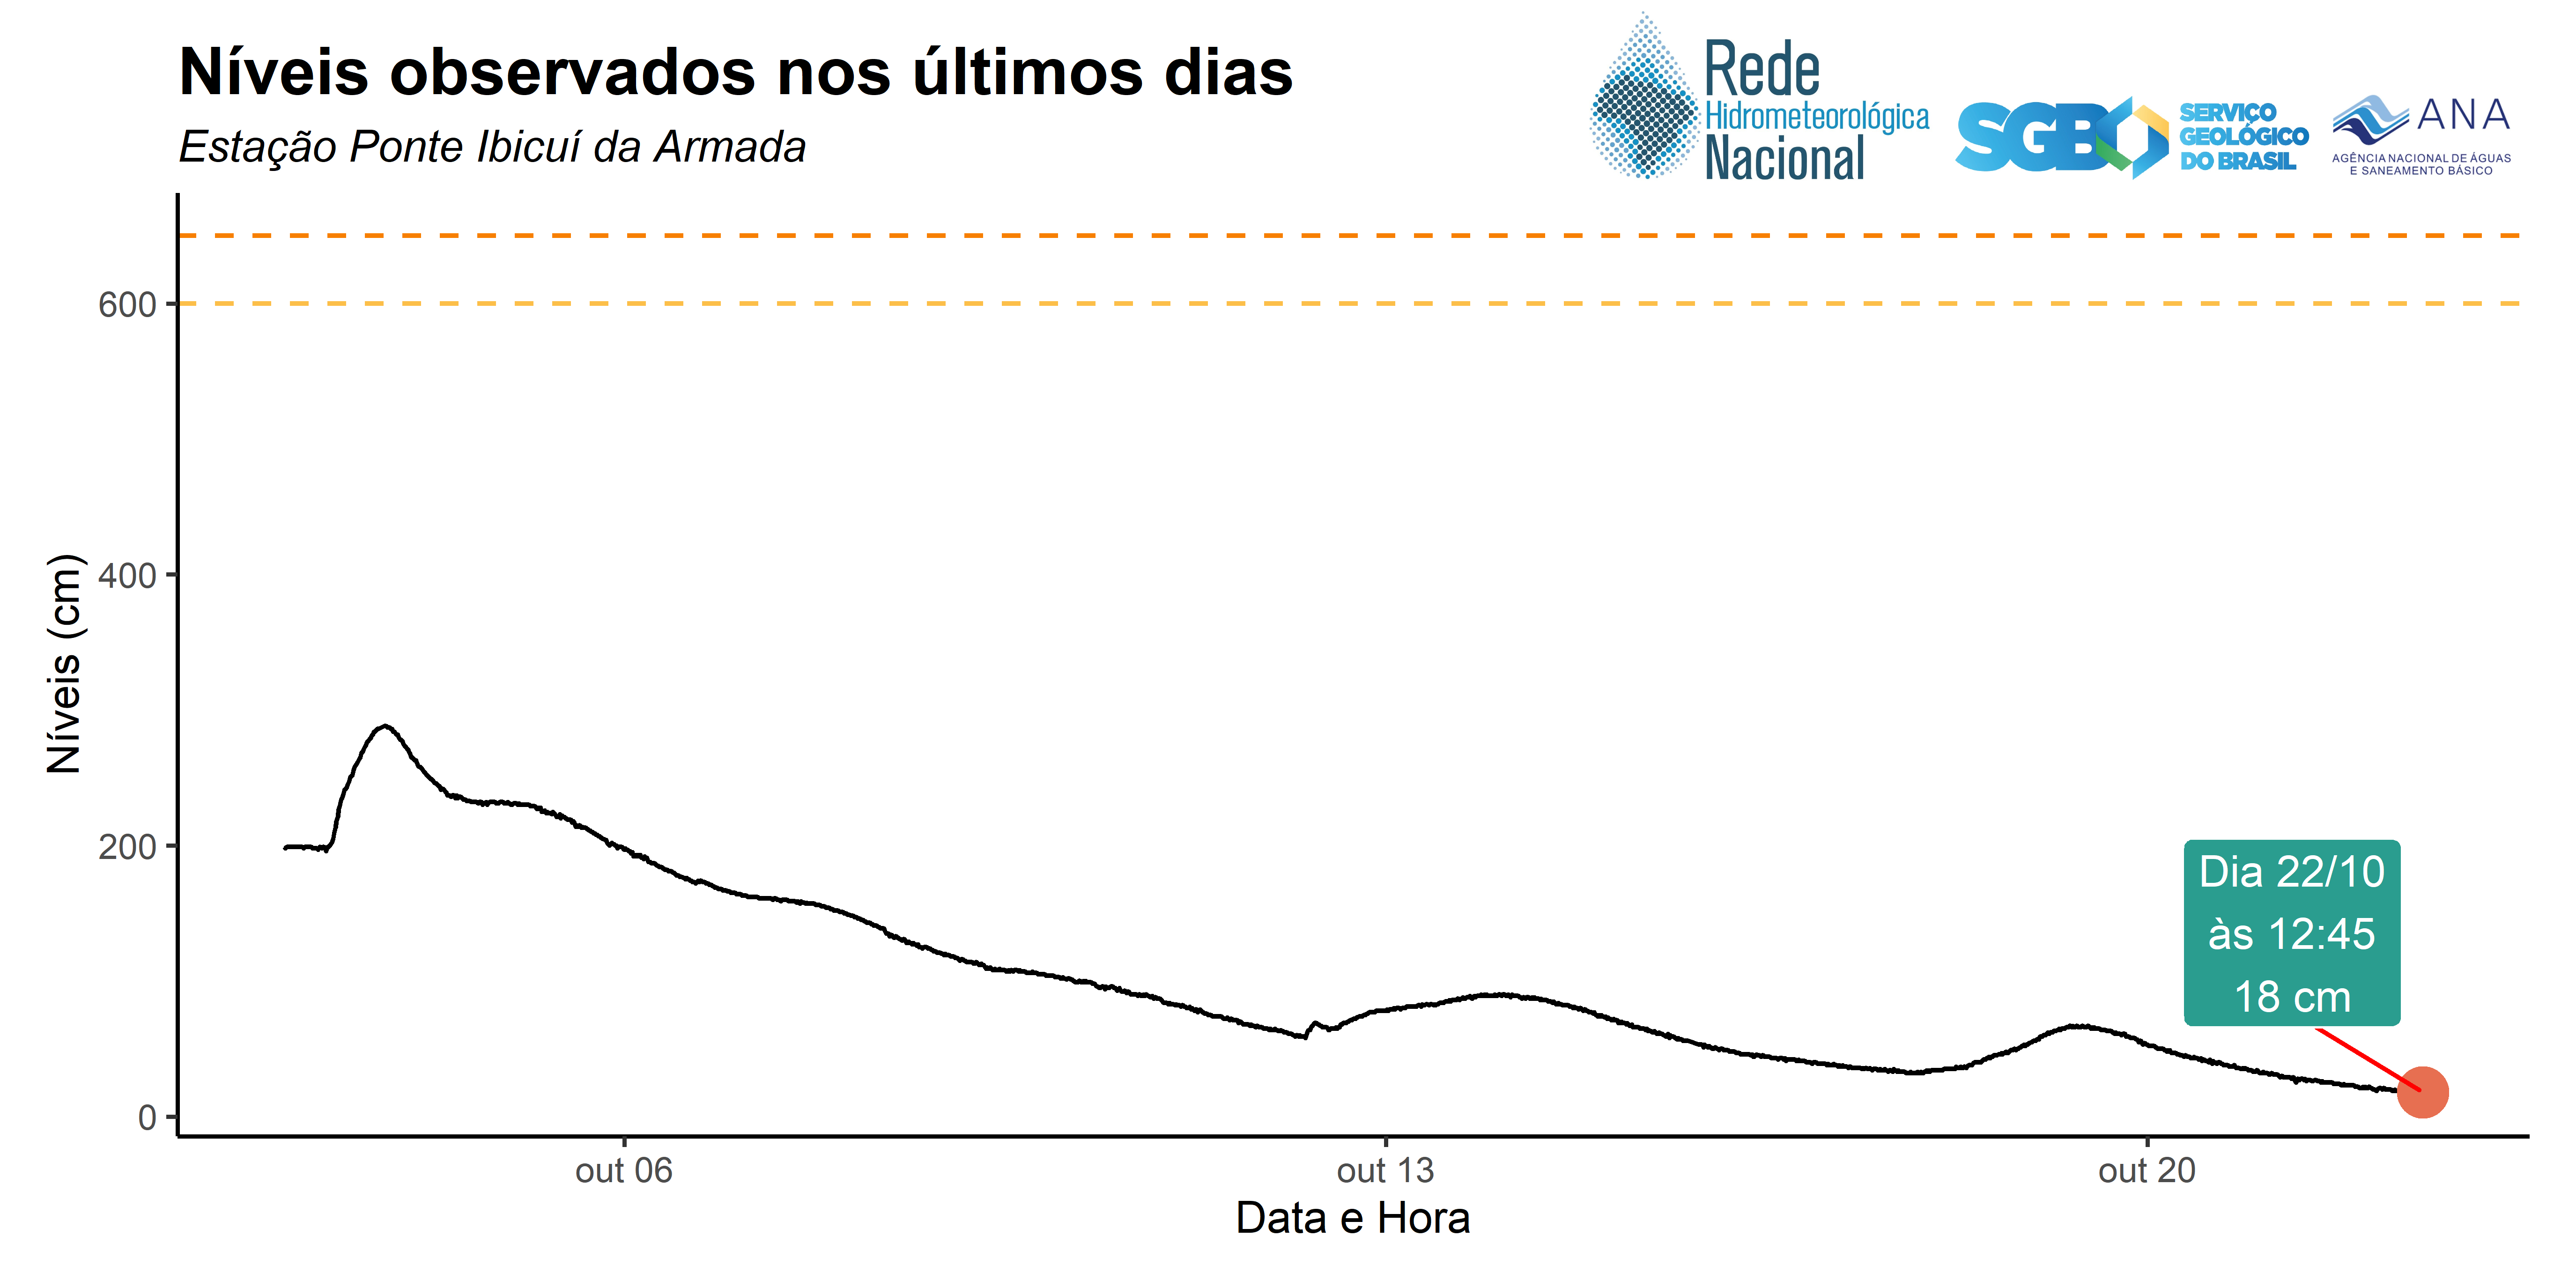 Níveis observados nos últimos dias
Estação Ponte Ibicuí da Armada
Rede
Hidrometeorológica
Nacional
SGB
SERVIÇO
GEOLÓGICO
DO BRASIL
ANA
AGÊNCIA NACIONAL DE ÁGUAS
E SANEAMENTO BÁSICO
Níveis (cm)
600
400
200
0
Dia 22/10
às 12:45
18 cm
out 06
out 13
out 20
Data e Hora